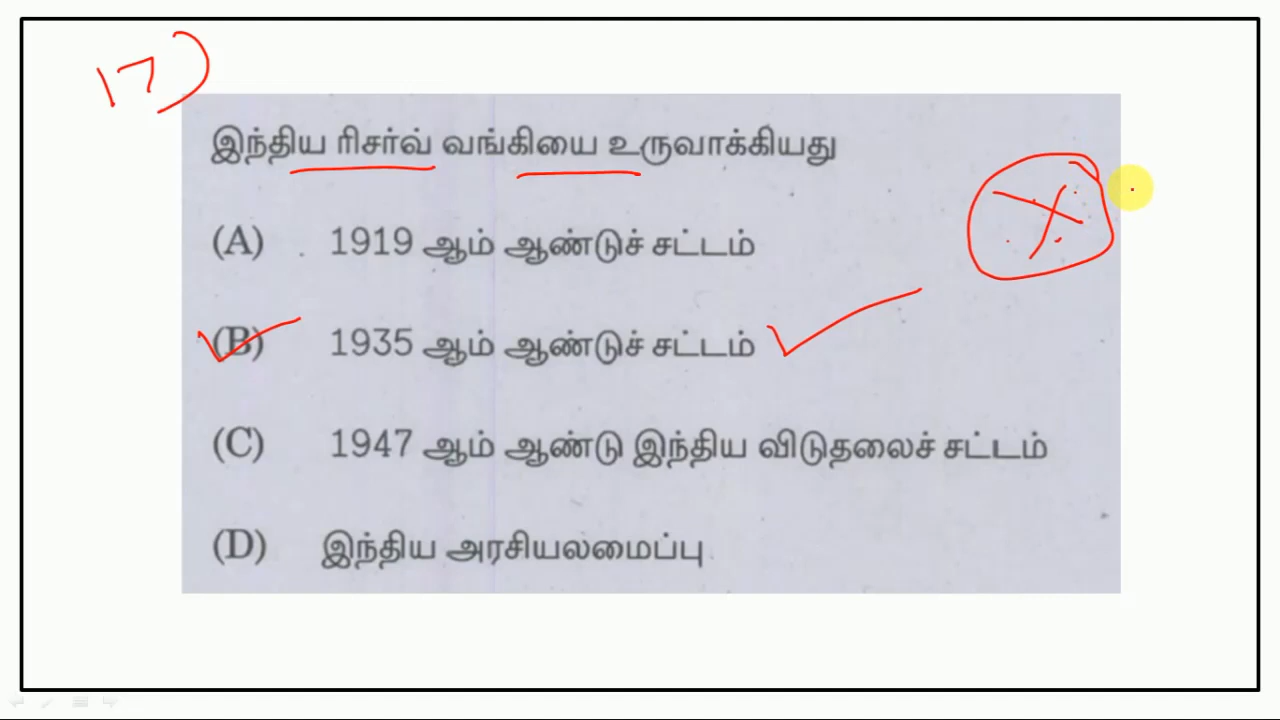 17)
இந்திய ரிசர்வ் வங்கியை உருவாக்கியது
(A) 1919 ஆம் ஆண்டுச் சட்டம்
(B) 1935 ஆம் ஆண்டுச் சட்டம்
(C) 1947 ஆம் ஆண்டு இந்திய விடுதலைச் சட்டம்
(D) இந்திய அரசியலமைப்பு